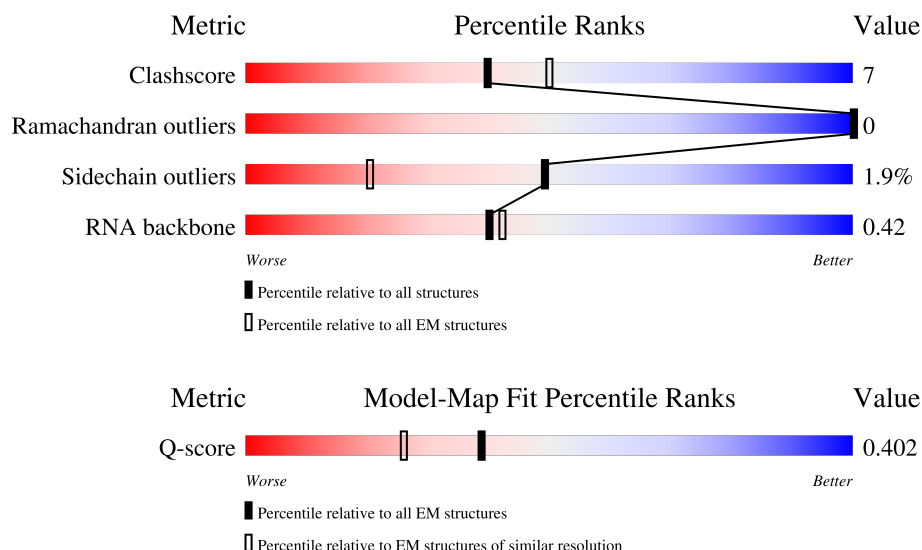 Metric Percentile Ranks Value
Clashscore 7
Ramachandran outliers 0
Sidechain outliers 1.9%
RNA backbone 0.42
Worse Better
Percentile relative to all structures
Percentile relative to all EM structures
Metric Model-Map Fit Percentile Ranks Value
Q-score 0.402
Worse Better
Percentile relative to all EM structures
Percentile relative to EM structures of similar resolution